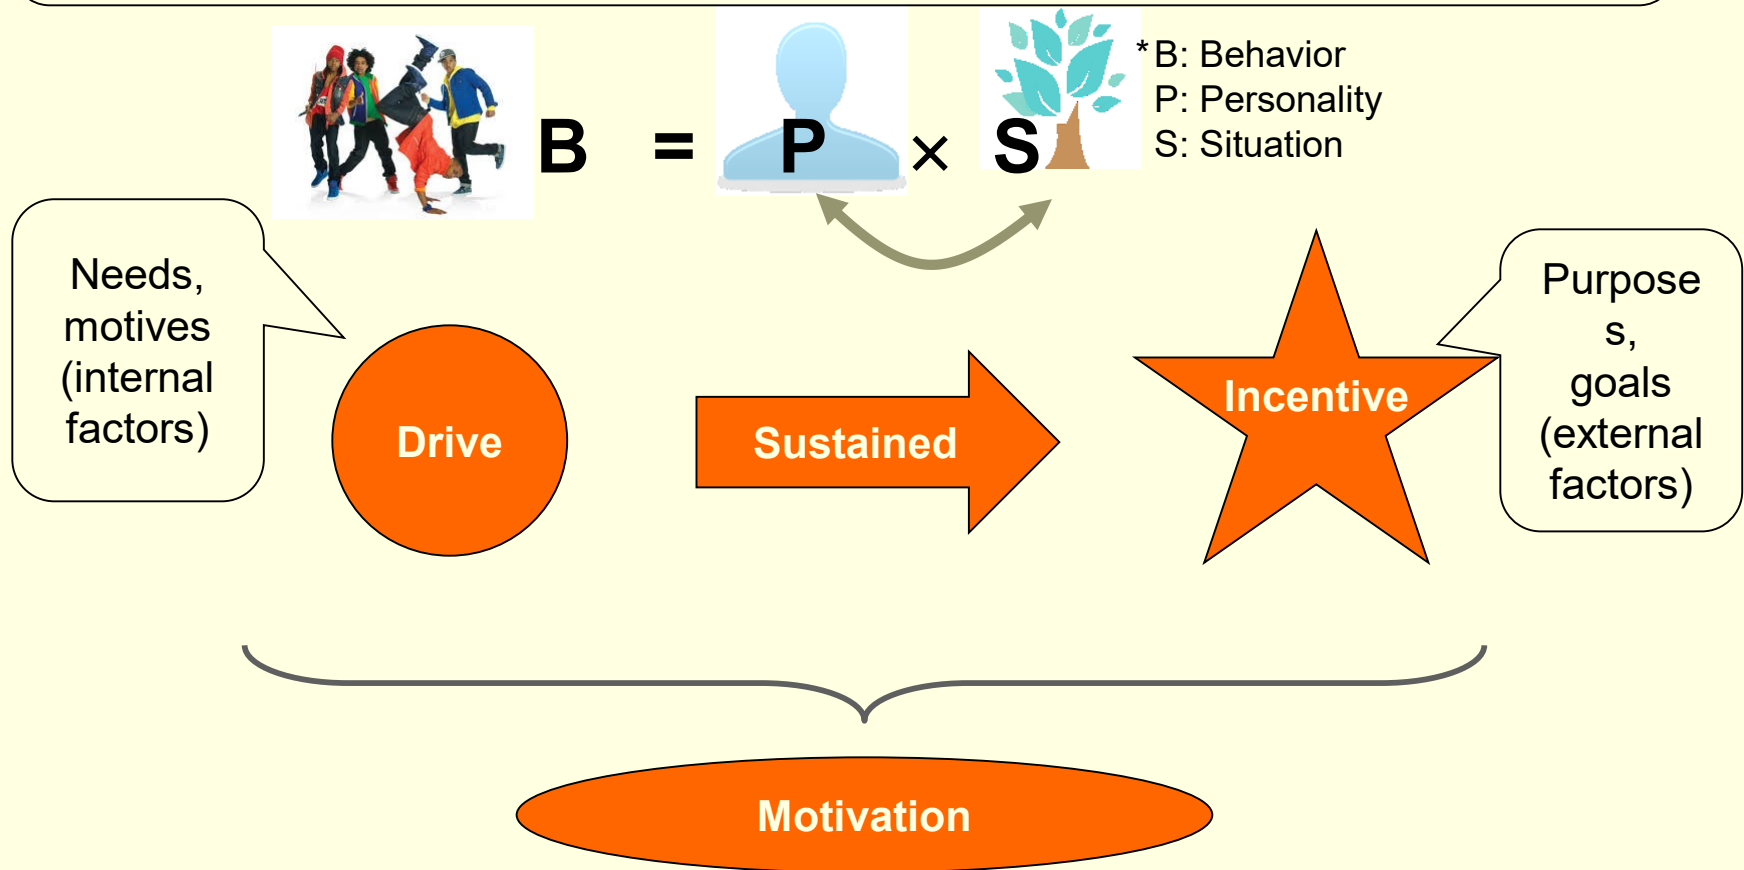 B = P × S
*B: Behavior
P: Personality
S: Situation
Needs,
motives
(internal
factors)
Drive
Sustained
Incentive
Purpose
s,
goals
(external
factors)
Motivation